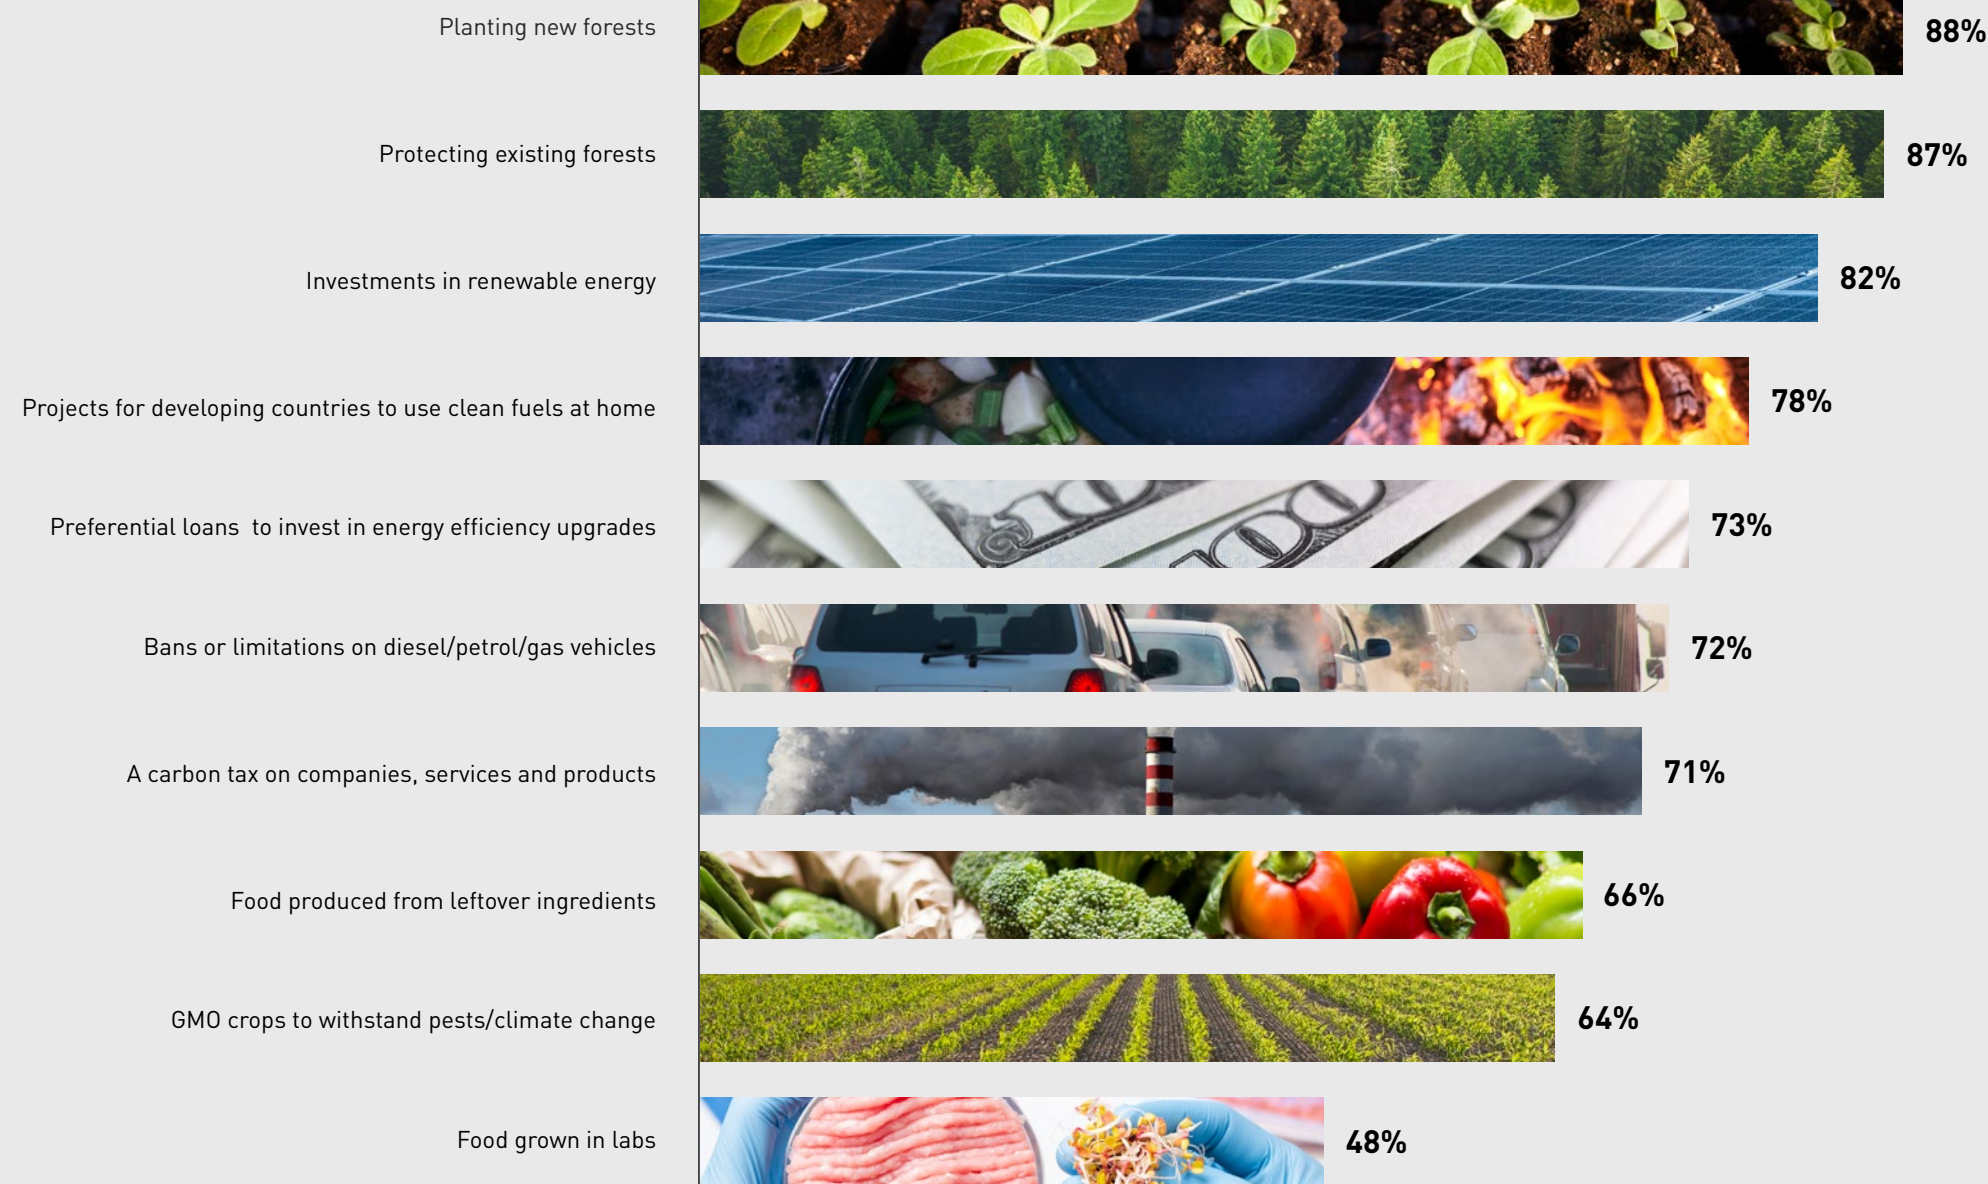 Planting new forests 88%
Protecting existing forests 87%
Investments in renewable energy 82%
Projects for developing countries to use clean fuels at home 78%
Preferential loans  to invest in energy efficiency upgrades 73%
Bans or limitations on diesel/petrol/gas vehicles 72%
A carbon tax on companies, services and products 71%
Food produced from leftover ingredients 66%
GMO crops to withstand pests/climate change 64%
Food grown in labs 48%